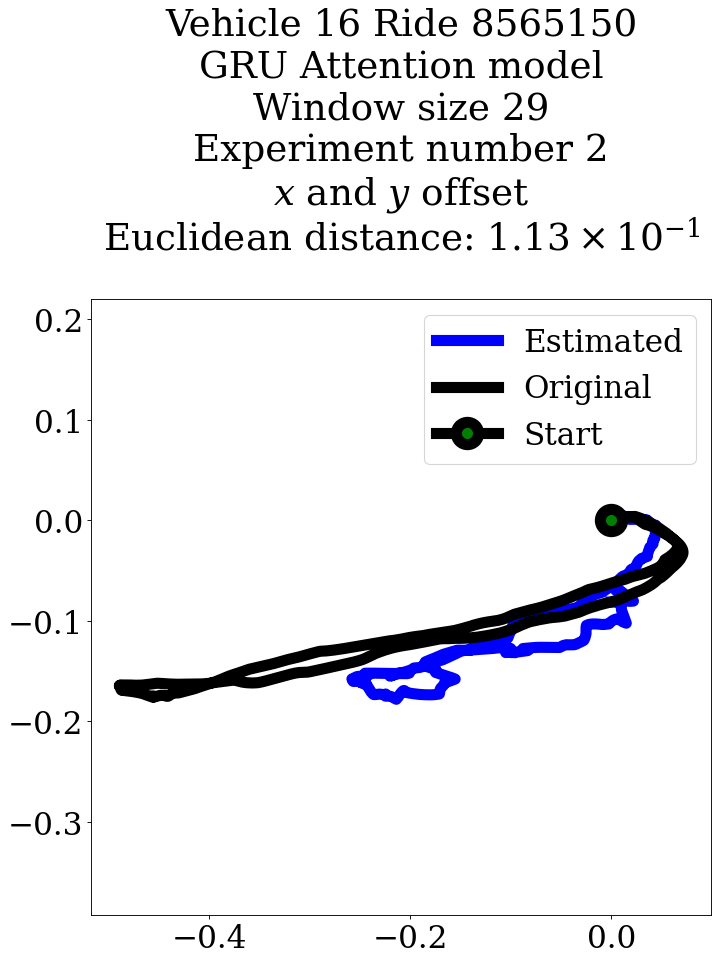 Vehicle 16 Ride 8565150
GRU Attention model
Window size 29
Experiment number 2
x and y offset
Euclidean distance: 1.13 × 10⁻¹
Estimated
Original
Start
0.2
0.1
0.0
−0.1
−0.2
−0.3
−0.4
−0.2
0.0